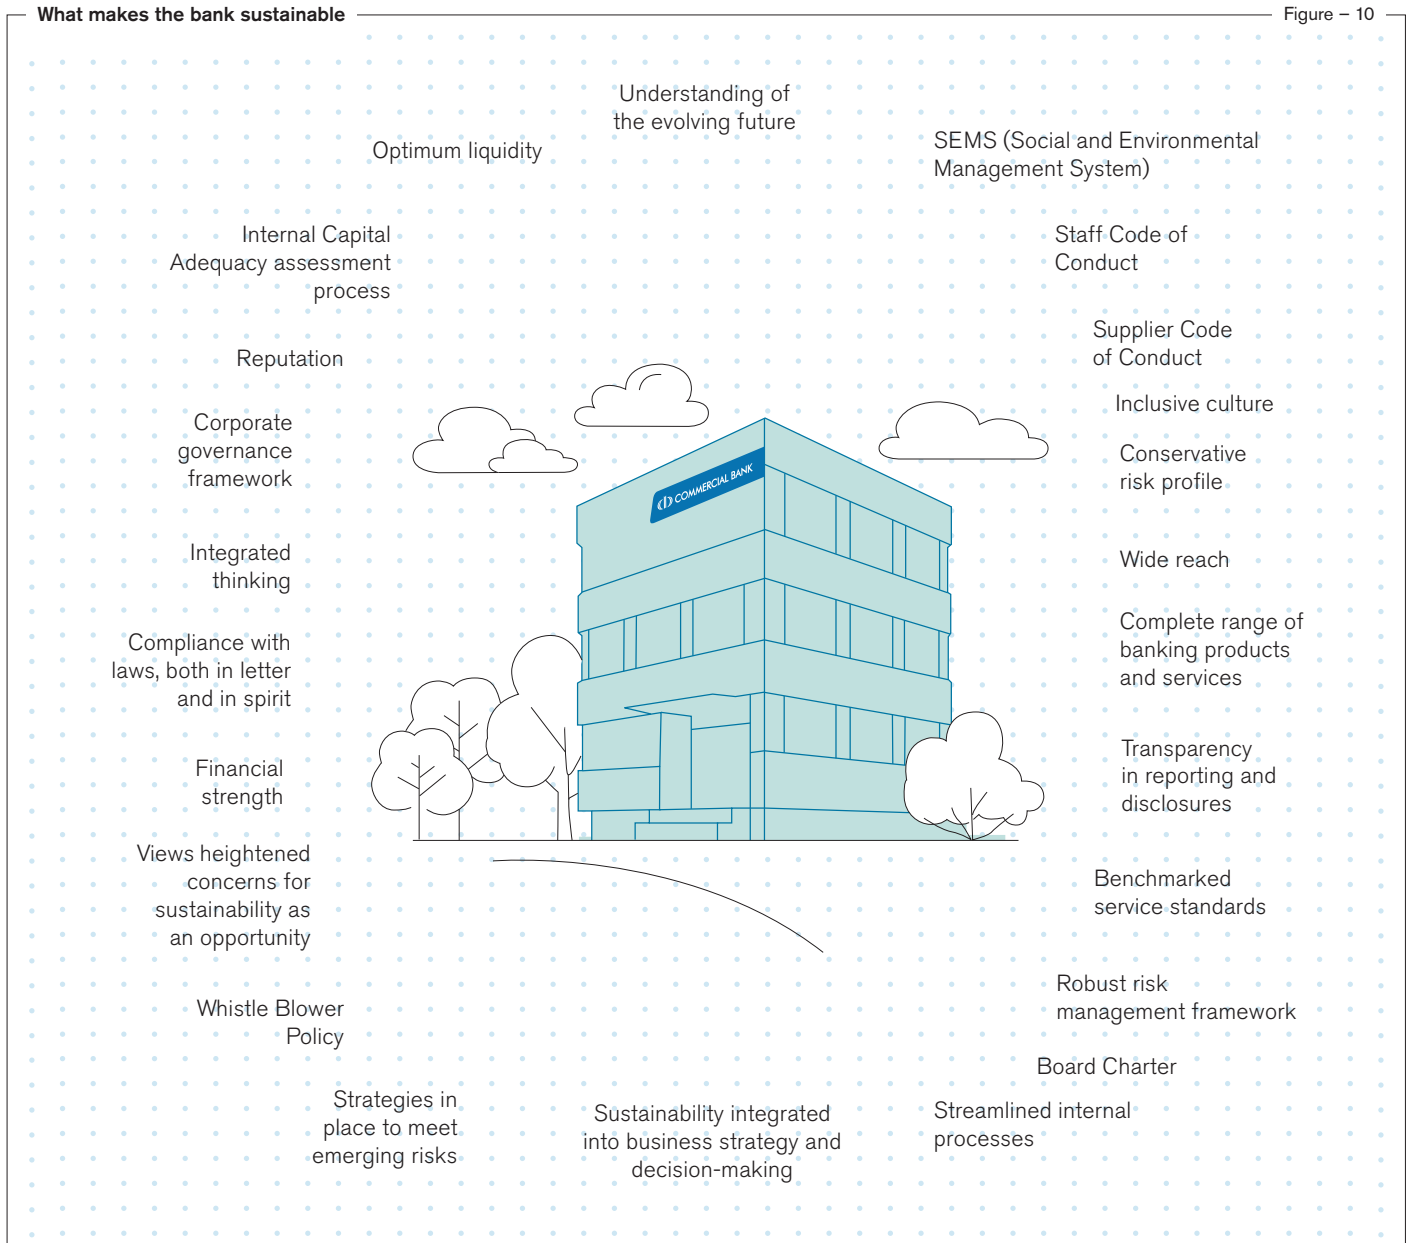 What makes the bank sustainable
Figure – 10
Understanding of
the evolving future
Optimum liquidity
SEMS (Social and Environmental
Management System)
Internal Capital
Adequacy assessment
process
Staff Code of
Conduct
Supplier Code
of Conduct
Reputation
Inclusive culture
Corporate
governance
framework
Conservative
risk profile
COMMERCIAL BANK
Integrated
thinking
Wide reach
Compliance with
laws, both in letter
and in spirit
Complete range of
banking products
and services
Financial
strength
Transparency
in reporting and
disclosures
Views heightened
concerns for
sustainability as
an opportunity
Benchmarked
service standards
Whistle Blower
Policy
Robust risk
management framework
Board Charter
Strategies in
place to meet
emerging risks
Sustainability integrated
into business strategy and
decision-making
Streamlined internal
processes